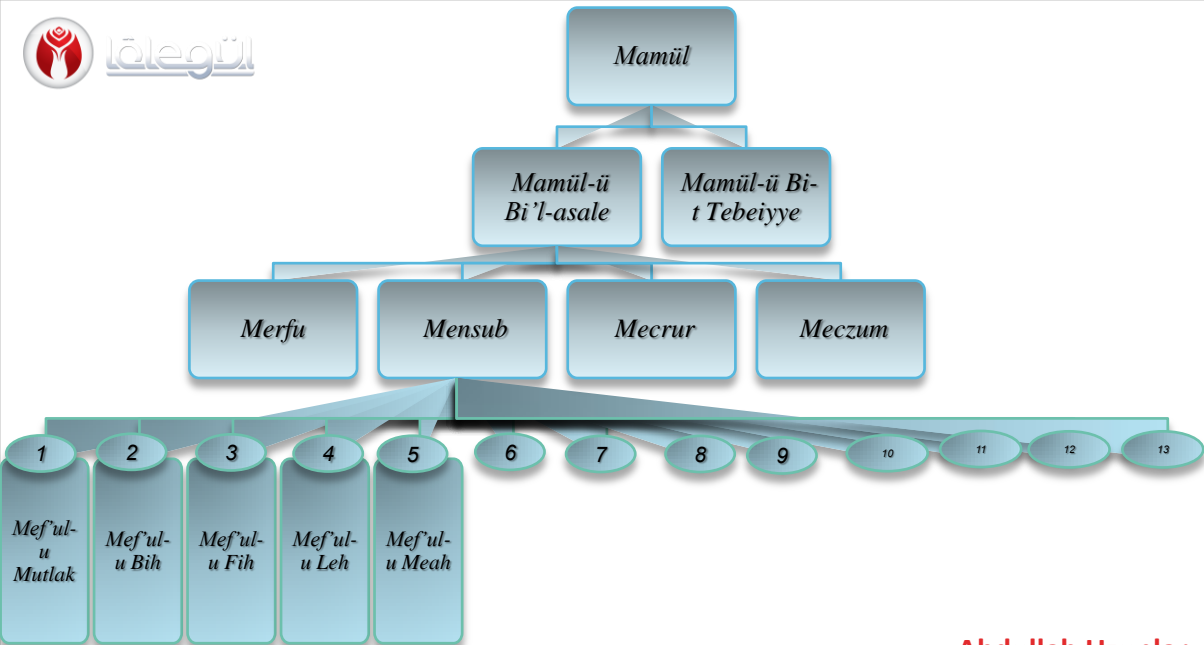 lâlegül
Mamül
Mamül-ü
Bi’l-asale
Mamül-ü Bi-
t Tebeiyye
Merfu
Mensub
Mecrur
Meczum
1
2
3
4
5
6
7
8
9
10
11
12
13
Mef’ul-
u
Mutlak
Mef’ul-
u Bih
Mef’ul-
u Fih
Mef’ul-
u Leh
Mef’ul-
u Meah